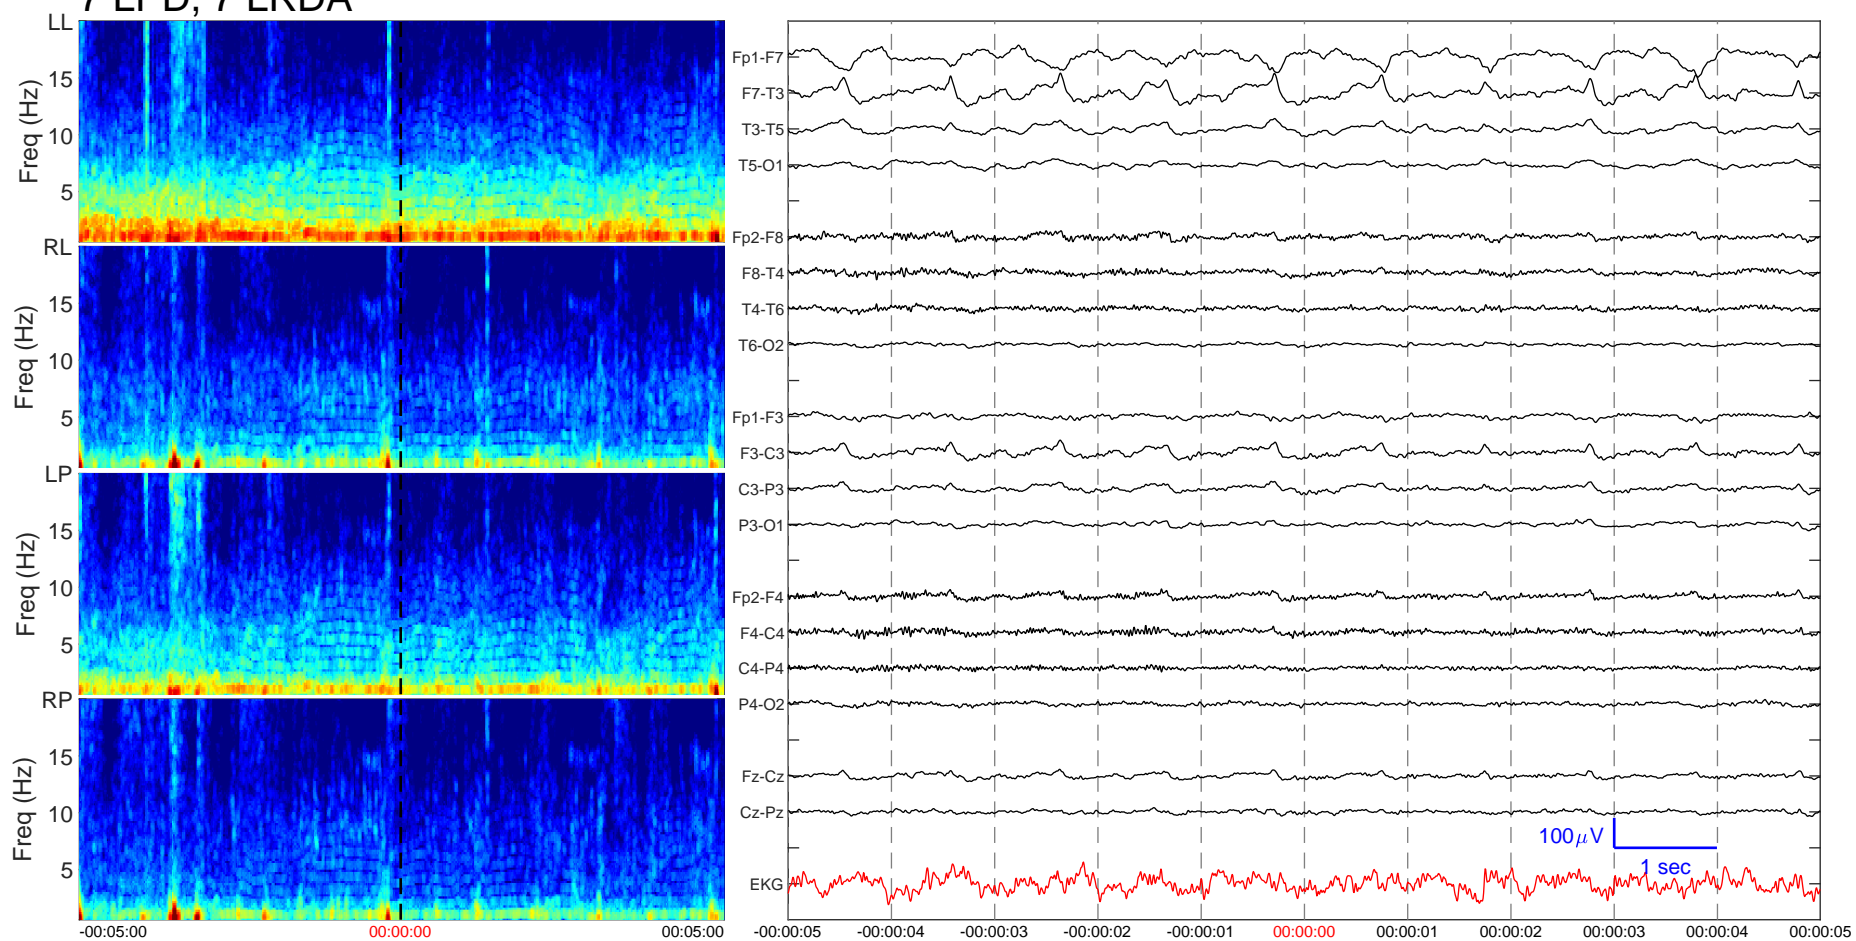 7 LPD, 7 LRDA
LL
15
10
5
Freq (Hz)
RL
15
10
5
Freq (Hz)
LP
15
10
5
Freq (Hz)
RP
15
10
5
Freq (Hz)
-00:05:00
00:00:00
00:05:00
Fp1-F7
F7-T3
T3-T5
T5-O1
Fp2-F8
F8-T4
T4-T6
T6-O2
Fp1-F3
F3-C3
C3-P3
P3-O1
Fp2-F4
F4-C4
C4-P4
P4-O2
Fz-Cz
Cz-Pz
EKG
100μV
1 sec
-00:00:05
-00:00:04
-00:00:03
-00:00:02
-00:00:01
00:00:00
00:00:01
00:00:02
00:00:03
00:00:04
00:00:05